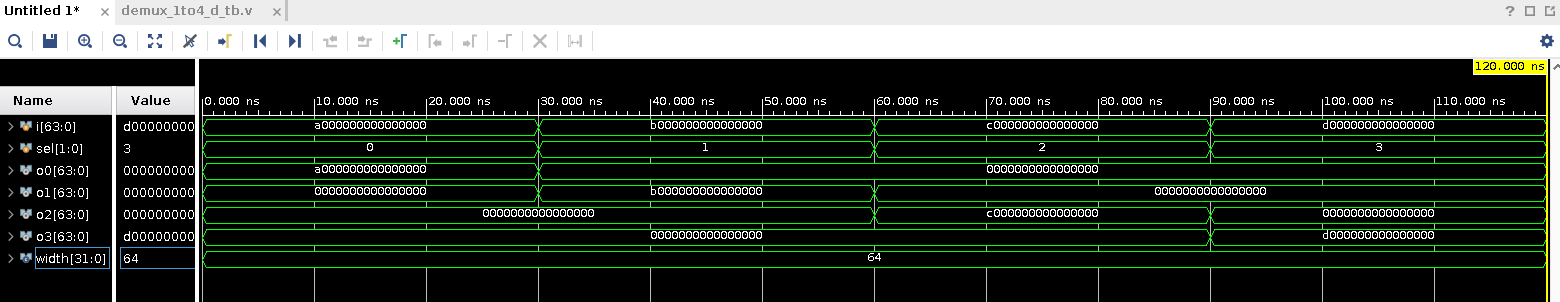 Untitled 1* × demux_1to4_d_tb.v ×
?
120.000 ns
Name Value 0.000 ns 10.000 ns 20.000 ns 30.000 ns 40.000 ns 50.000 ns 60.000 ns 70.000 ns 80.000 ns 90.000 ns 100.000 ns 110.000 ns
i[63:0] d00000000 a000000000000000 b000000000000000 c000000000000000 d000000000000000
sel[1:0] 3 0 1 2 3
o0[63:0] 000000000 a000000000000000 0000000000000000
o1[63:0] 000000000 0000000000000000 b000000000000000 0000000000000000
o2[63:0] 000000000 0000000000000000 c000000000000000 0000000000000000
o3[63:0] d00000000 0000000000000000 d000000000000000
width[31:0] 64 64